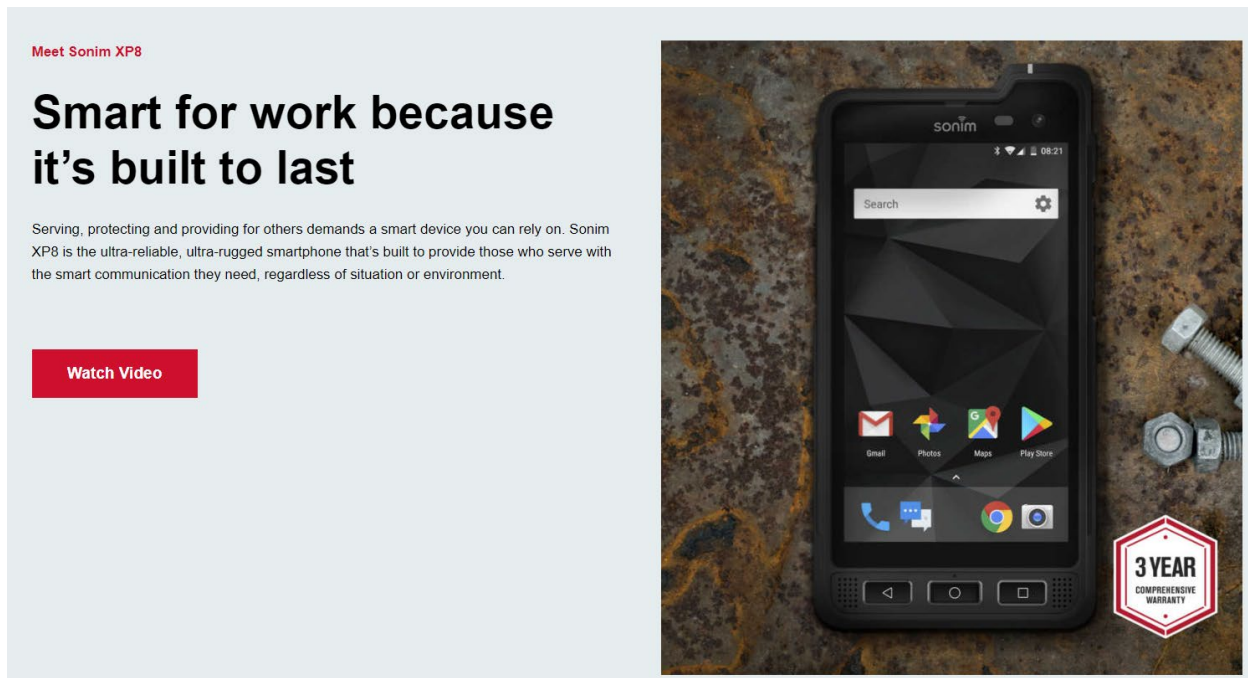 Meet Sonim XP8
Smart for work because
it's built to last
Serving, protecting and providing for others demands a smart device you can rely on. Sonim
XP8 is the ultra-reliable, ultra-rugged smartphone that's built to provide those who serve with
the smart communication they need, regardless of situation or environment.
Watch Video
sonim
08:21
Search
Gmail
Photos
Maps
Play Store
3 YEAR
COMPREHENSIVE
WARRANTY